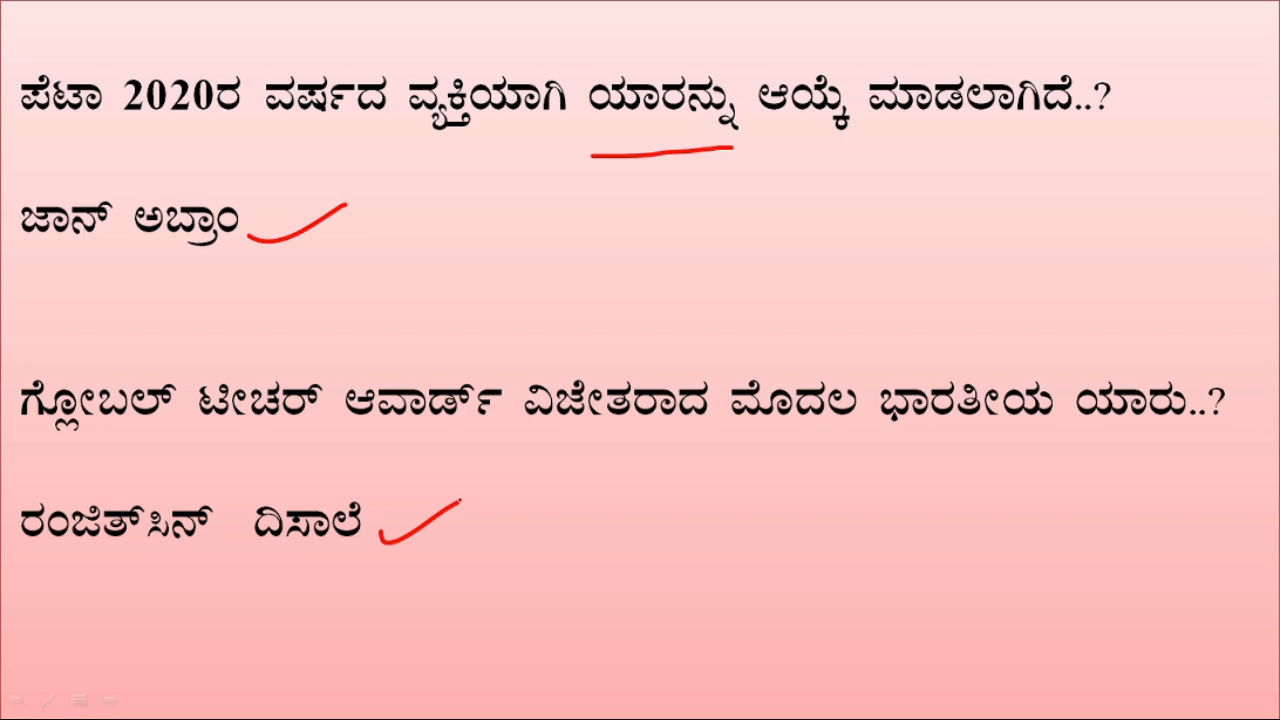 ಪೆಟಾ 2020ರ ವರ್ಷದ ವ್ಯಕ್ತಿಯಾಗಿ ಯಾರನ್ನು ಆಯ್ಕೆ ಮಾಡಲಾಗಿದೆ..?
ಜಾನ್ ಅಬ್ರಾಂ
ಗ್ಲೋಬಲ್ ಟೀಚರ್ ಆವಾರ್ಡ್ ವಿಜೇತರಾದ ಮೊದಲ ಭಾರತೀಯ ಯಾರು..?
ರಂಜಿತ್‌ಸಿನ್ ದಿಸಾಲೆ